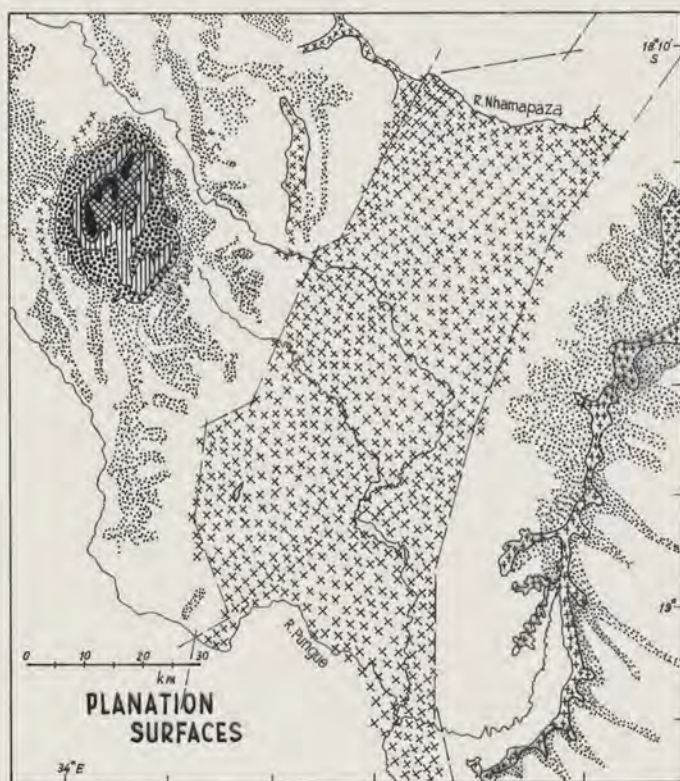 18°10'
S
R. Nhamapaza
19°
R. Pungue
0 10 20 30
km
PLANATION
SURFACES
34°E